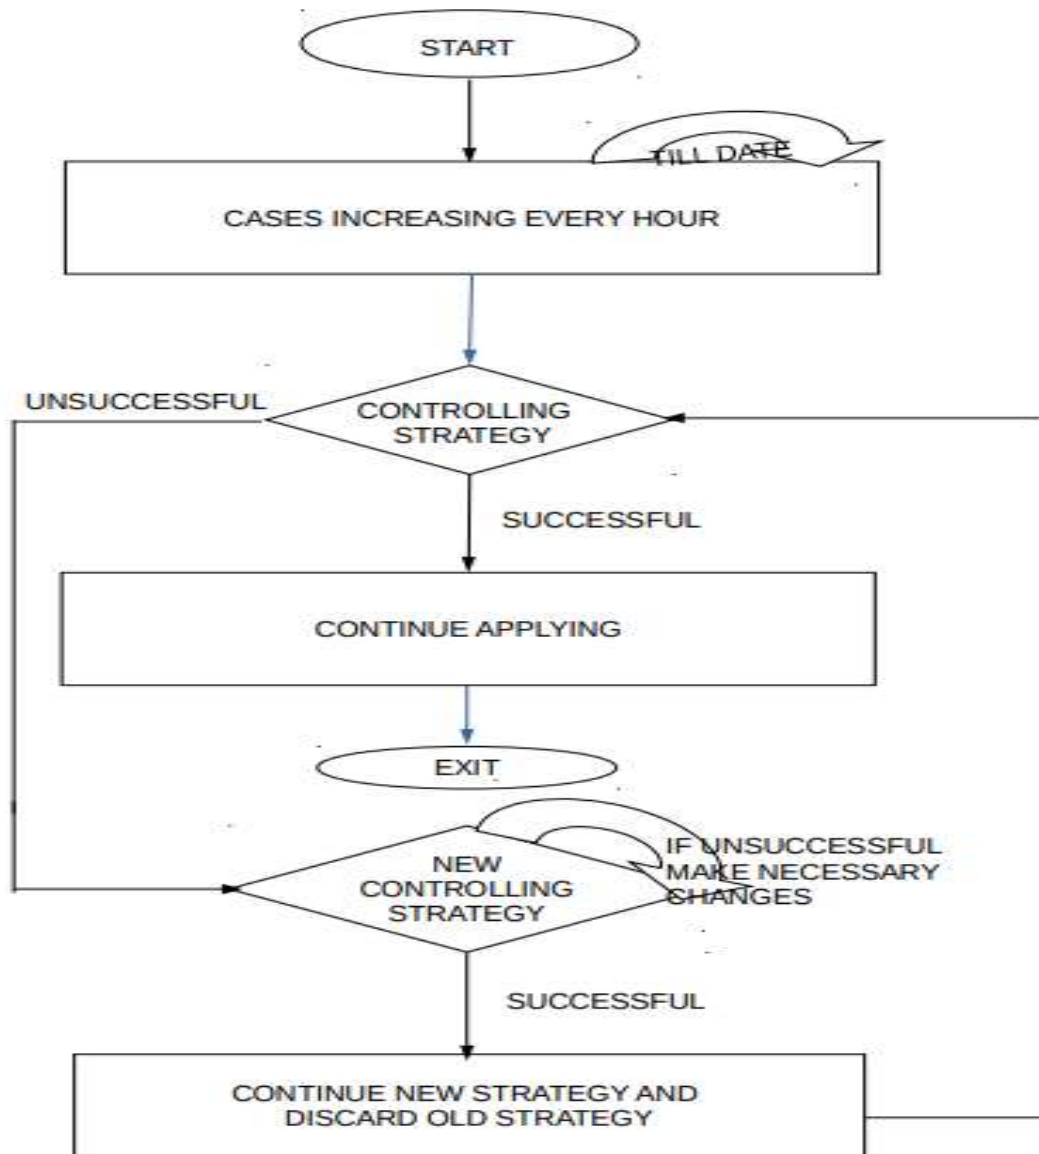 START
TILL DATE
CASES INCREASING EVERY HOUR
UNSUCCESSFUL
CONTROLLING
STRATEGY
SUCCESSFUL
CONTINUE APPLYING
EXIT
NEW
CONTROLLING
STRATEGY
IF UNSUCCESSFUL
MAKE NECESSARY
CHANGES
SUCCESSFUL
CONTINUE NEW STRATEGY AND
DISCARD OLD STRATEGY